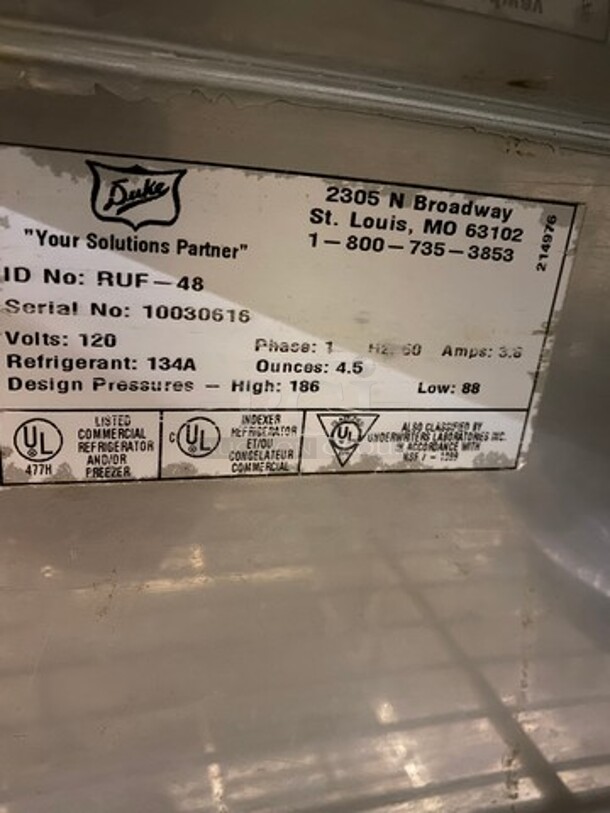 Duke
"Your Solutions Partner"
2305 N Broadway
St. Louis, MO 63102
1-800-735-3853
214976
ID No: RUF-48
Serial No: 10030616
Volts: 120 Phase: 1 Hz: 60 Amps: 3.6
Refrigerant: 134A Ounces: 4.5
Design Pressures - High: 186 Low: 88
UL
477H
LISTED
COMMERCIAL
REFRIGERATOR
AND/OR
FREEZER
C UL
INDEXER
REFRIGERATOR
ET/OU
CONGELATEUR
COMMERCIAL
UL
ALSO CLASSIFIED BY
UNDERWRITERS LABORATORIES INC.
IN ACCORDANCE WITH